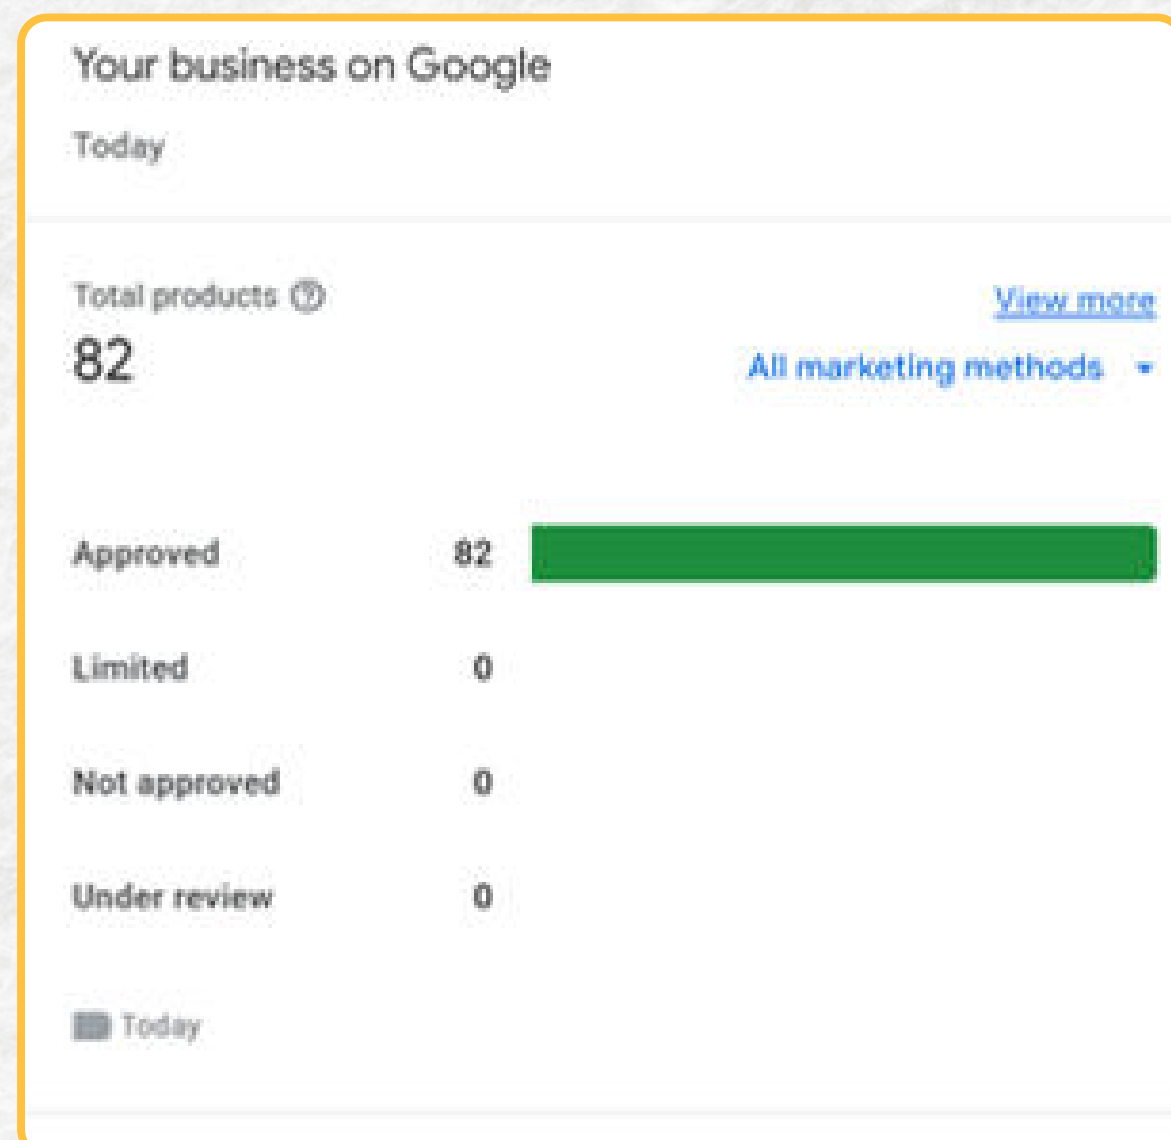 Your business on Google
Today
Total products
View more
82
All marketing methods
Approved 82
Limited 0
Not approved 0
Under review 0
Today